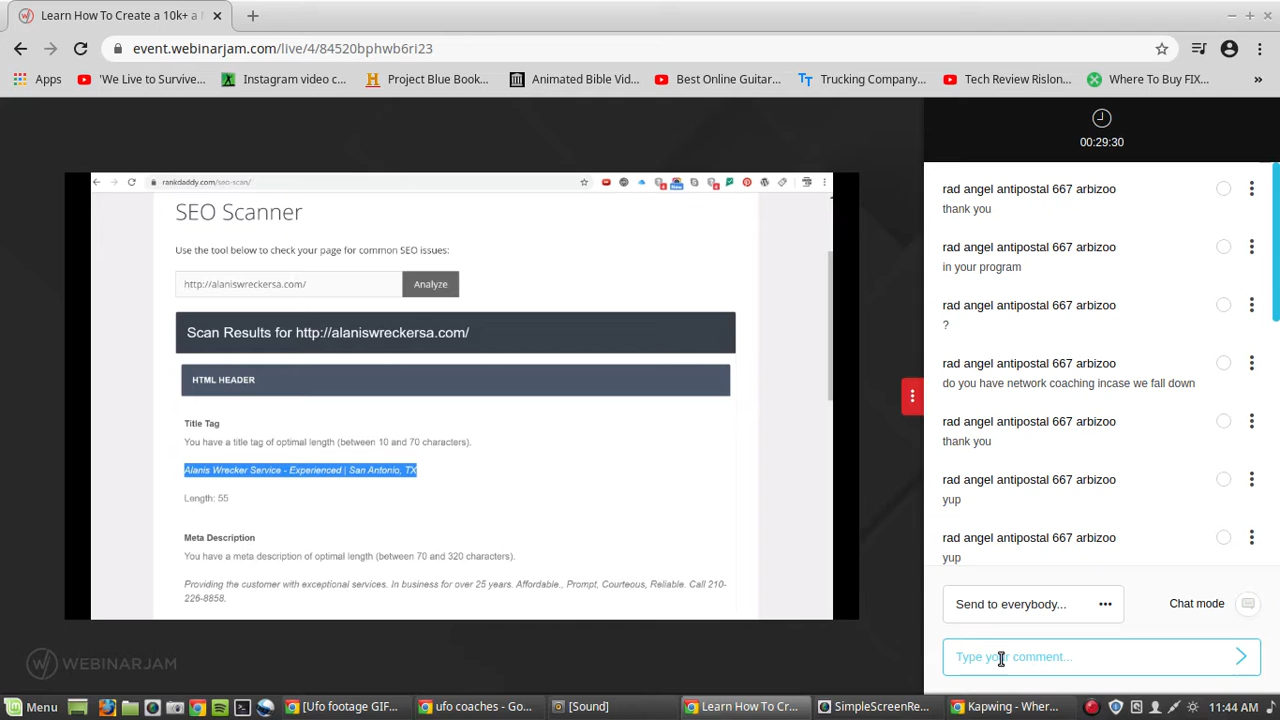 Learn How To Create a 10k+ a
event.webinarjam.com/live/4/84520bphwb6ri23
Apps
'We Live to Survive...
Instagram video c...
Project Blue Book...
Animated Bible Vid...
Best Online Guitar...
Trucking Company...
Tech Review Rislon...
Where To Buy FIX...
»
00:29:30
rankdaddy.com/seo-scan/
SEO Scanner
Use the tool below to check your page for common SEO issues:
http://alaniswreckersa.com/
Analyze
Scan Results for http://alaniswreckersa.com/
HTML HEADER
Title Tag
You have a title tag of optimal length (between 10 and 70 characters).
Alanis Wrecker Service - Experienced | San Antonio, TX
Length: 55
Meta Description
You have a meta description of optimal length (between 70 and 320 characters).
Providing the customer with exceptional services. In business for over 25 years. Affordable., Prompt, Courteous, Reliable. Call 210-
226-8858.
WEBINARJAM
rad angel antipostal 667 arbizoo
thank you
rad angel antipostal 667 arbizoo
in your program
rad angel antipostal 667 arbizoo
?
rad angel antipostal 667 arbizoo
do you have network coaching incase we fall down
rad angel antipostal 667 arbizoo
thank you
rad angel antipostal 667 arbizoo
yup
rad angel antipostal 667 arbizoo
yup
Send to everybody...
Chat mode
Type your comment...
Menu
[Ufo footage GIF...
ufo coaches - Go...
[Sound]
Learn How To Cr...
SimpleScreenRe...
Kapwing - Wher...
11:44 AM